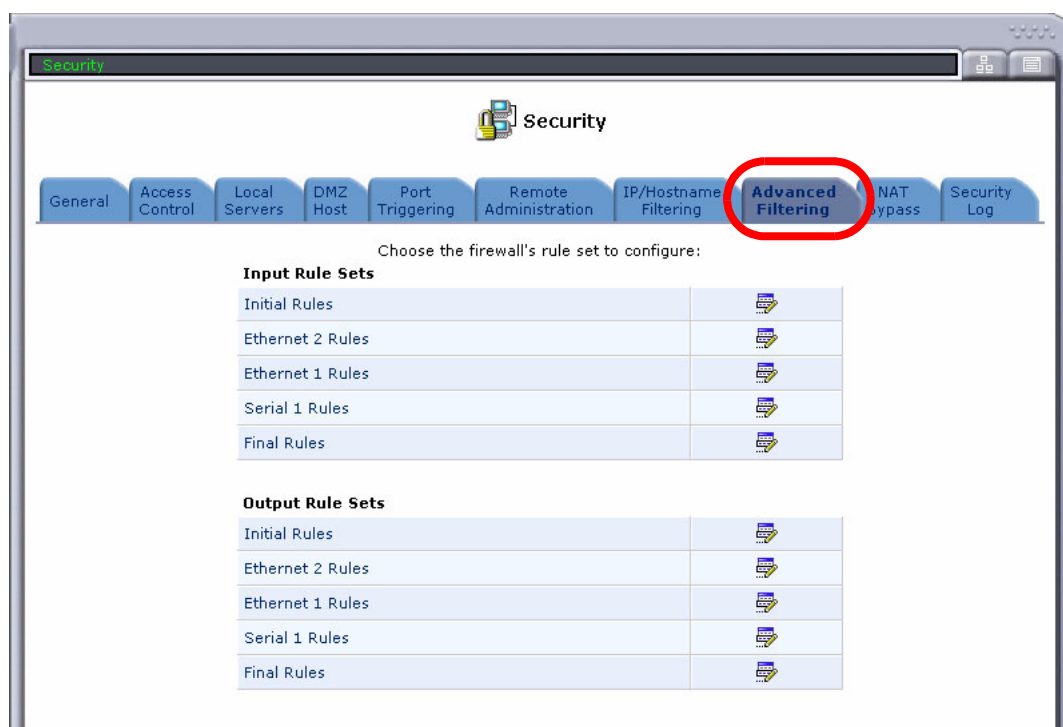 Security
Security
General
Access
Control
Local
Servers
DMZ
Host
Port
Triggering
Remote
Administration
IP/Hostname
Filtering
Advanced
Filtering
NAT
Security
Log
Choose the firewall's rule set to configure:
Input Rule Sets
Initial Rules
Ethernet 2 Rules
Ethernet 1 Rules
Serial 1 Rules
Final Rules
Output Rule Sets
Initial Rules
Ethernet 2 Rules
Ethernet 1 Rules
Serial 1 Rules
Final Rules